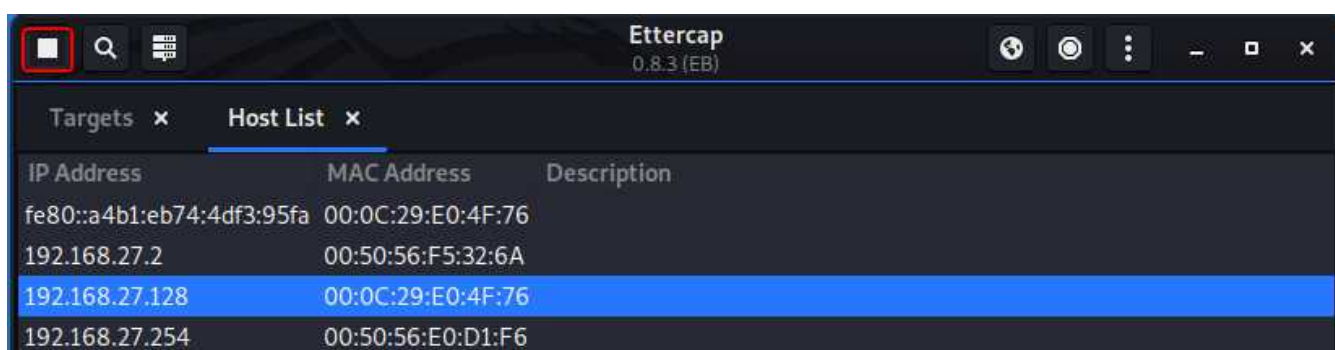 Ettercap
0.8.3 (EB)
Targets × Host List ×
IP Address MAC Address Description
fe80::a4b1:eb74:4df3:95fa 00:0C:29:E0:4F:76
192.168.27.2 00:50:56:F5:32:6A
192.168.27.128 00:0C:29:E0:4F:76
192.168.27.254 00:50:56:E0:D1:F6